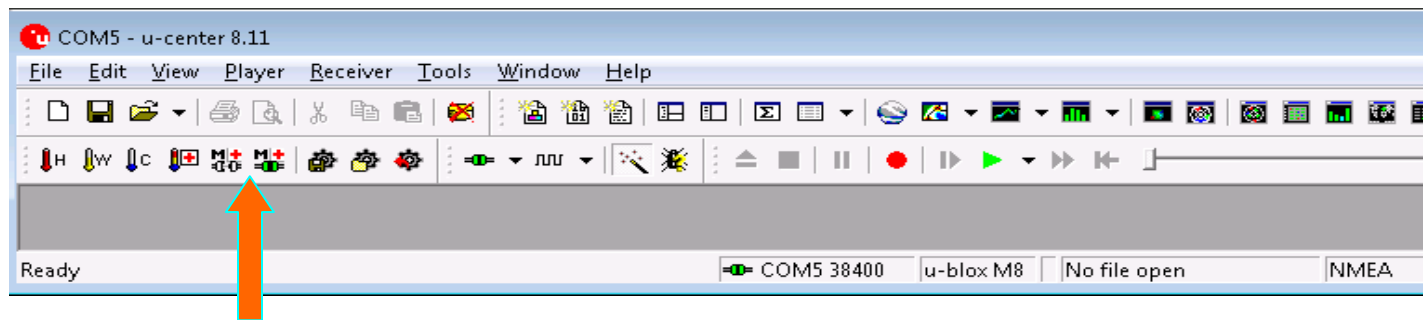 COM5 - u-center 8.11
File Edit View Player Receiver Tools Window Help
H W C
Ready COM5 38400 u-blox M8 No file open NMEA